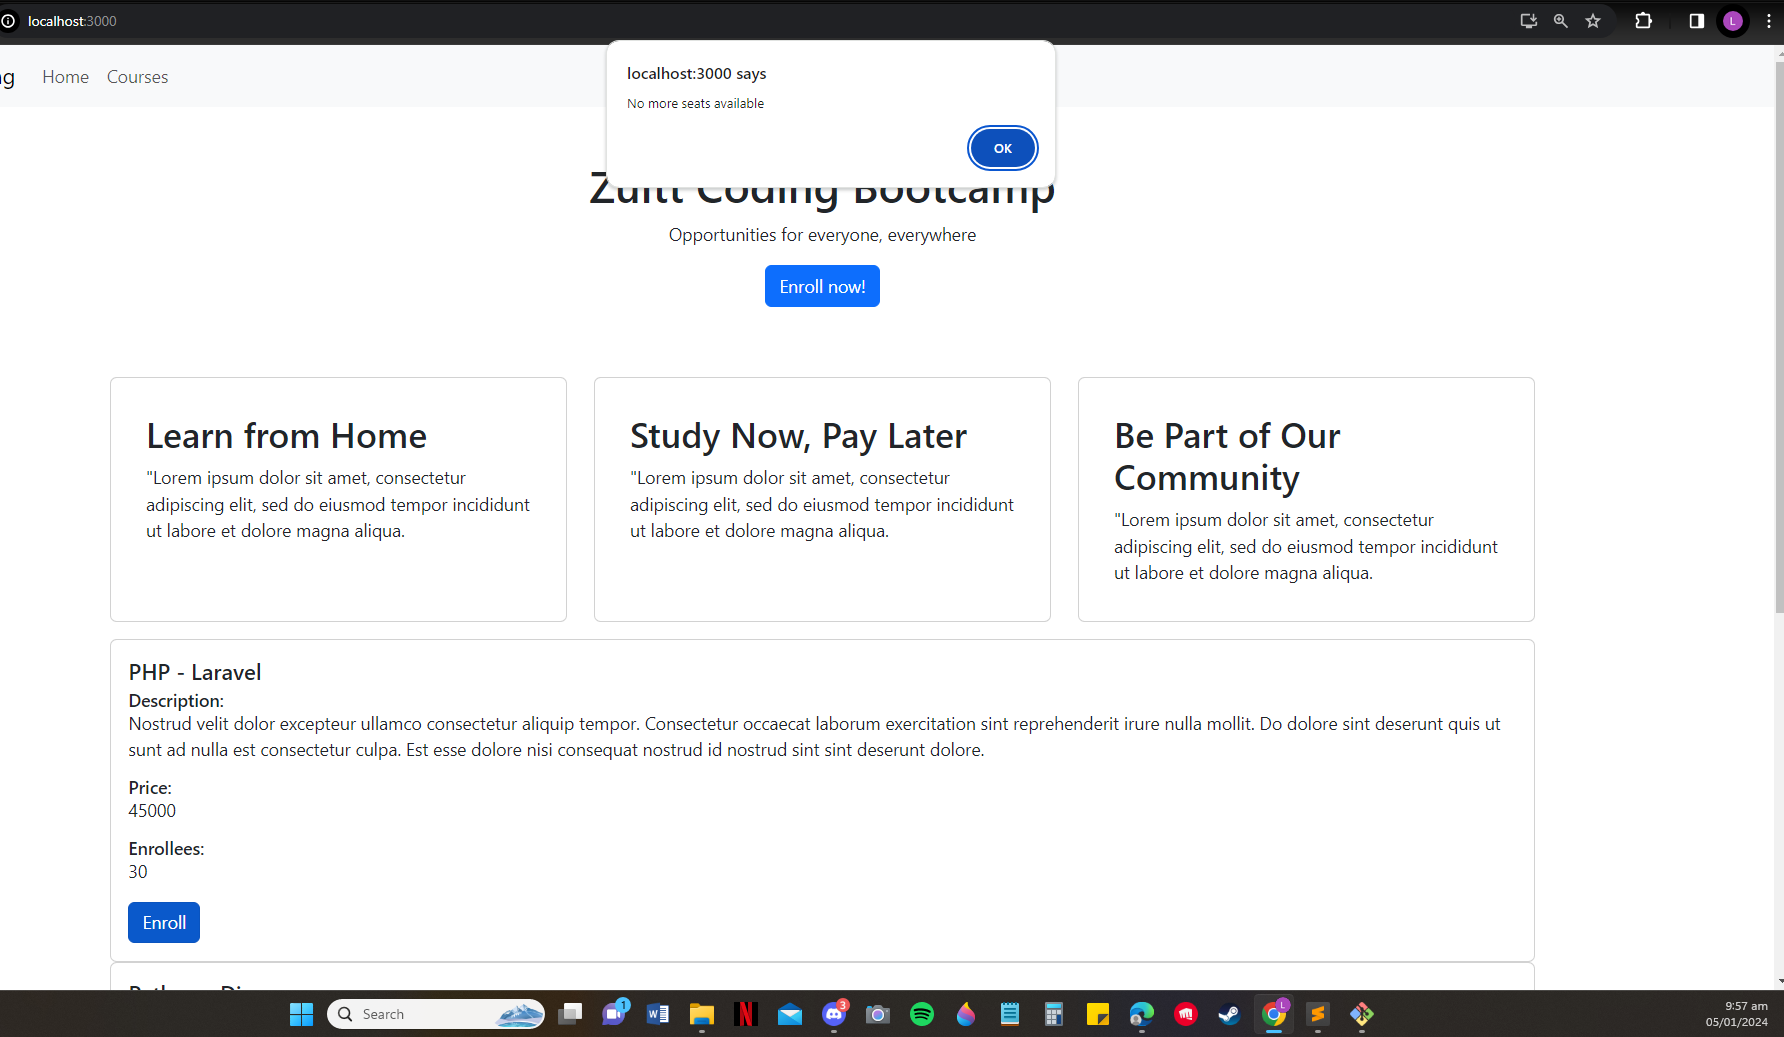 localhost:3000
L
Home Courses
localhost:3000 says
No more seats available
OK
Zuitt Coding Bootcamp
Opportunities for everyone, everywhere
Enroll now!
Learn from Home
"Lorem ipsum dolor sit amet, consectetur
adipiscing elit, sed do eiusmod tempor incididunt
ut labore et dolore magna aliqua.
Study Now, Pay Later
"Lorem ipsum dolor sit amet, consectetur
adipiscing elit, sed do eiusmod tempor incididunt
ut labore et dolore magna aliqua.
Be Part of Our
Community
"Lorem ipsum dolor sit amet, consectetur
adipiscing elit, sed do eiusmod tempor incididunt
ut labore et dolore magna aliqua.
PHP - Laravel
Description:
Nostrud velit dolor excepteur ullamco consectetur aliquip tempor. Consectetur occaecat laborum exercitation sint reprehenderit irure nulla mollit. Do dolore sint deserunt quis ut
sunt ad nulla est consectetur culpa. Est esse dolore nisi consequat nostrud id nostrud sint sint deserunt dolore.
Price:
45000
Enrollees:
30
Enroll
Search
1
3
L
9:57 am
05/01/2024